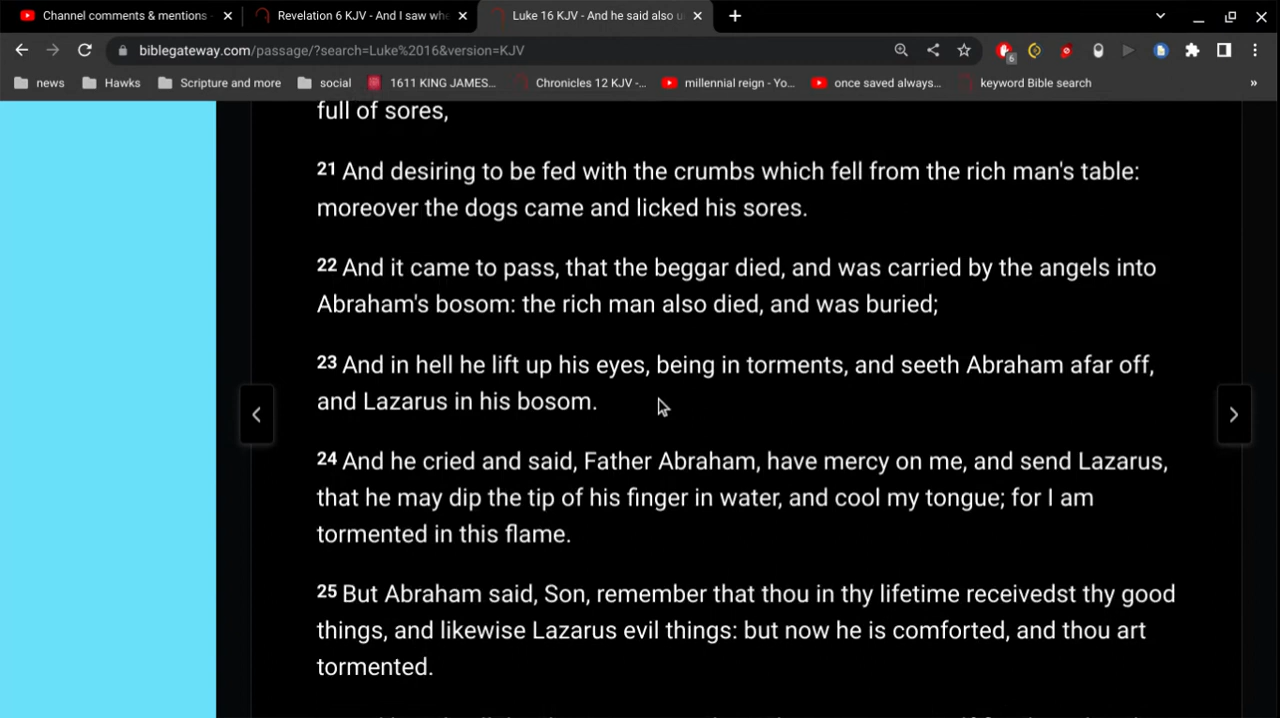 Channel comments & mentions -
Revelation 6 KJV - And I saw whe
Luke 16 KJV - And he said also u
biblegateway.com/passage/?search=Luke%2016&version=KJV
6
news
Hawks
Scripture and more
social
1611 KING JAMES...
Chronicles 12 KJV -...
millennial reign - Yo...
once saved always...
keyword Bible search
»
full of sores,
21 And desiring to be fed with the crumbs which fell from the rich man's table:
moreover the dogs came and licked his sores.
22 And it came to pass, that the beggar died, and was carried by the angels into
Abraham's bosom: the rich man also died, and was buried;
23 And in hell he lift up his eyes, being in torments, and seeth Abraham afar off,
and Lazarus in his bosom.
24 And he cried and said, Father Abraham, have mercy on me, and send Lazarus,
that he may dip the tip of his finger in water, and cool my tongue; for I am
tormented in this flame.
25 But Abraham said, Son, remember that thou in thy lifetime receivedst thy good
things, and likewise Lazarus evil things: but now he is comforted, and thou art
tormented.